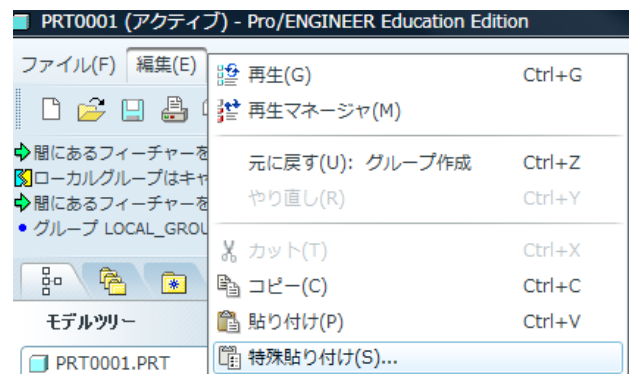 PRT0001 (アクティブ) - Pro/ENGINEER Education Edition
ファイル(F) 編集(E)
再生(G) Ctrl+G
再生マネージャ(M)
元に戻す(U): グループ作成 Ctrl+Z
やり直し(R) Ctrl+Y
カット(T) Ctrl+X
コピー(C) Ctrl+C
貼り付け(P) Ctrl+V
特殊貼り付け(S)...
間にあるフィーチャーを
ローカルグループはキャ
間にあるフィーチャーを
グループ LOCAL_GROU
モデルツリー
PRT0001.PRT